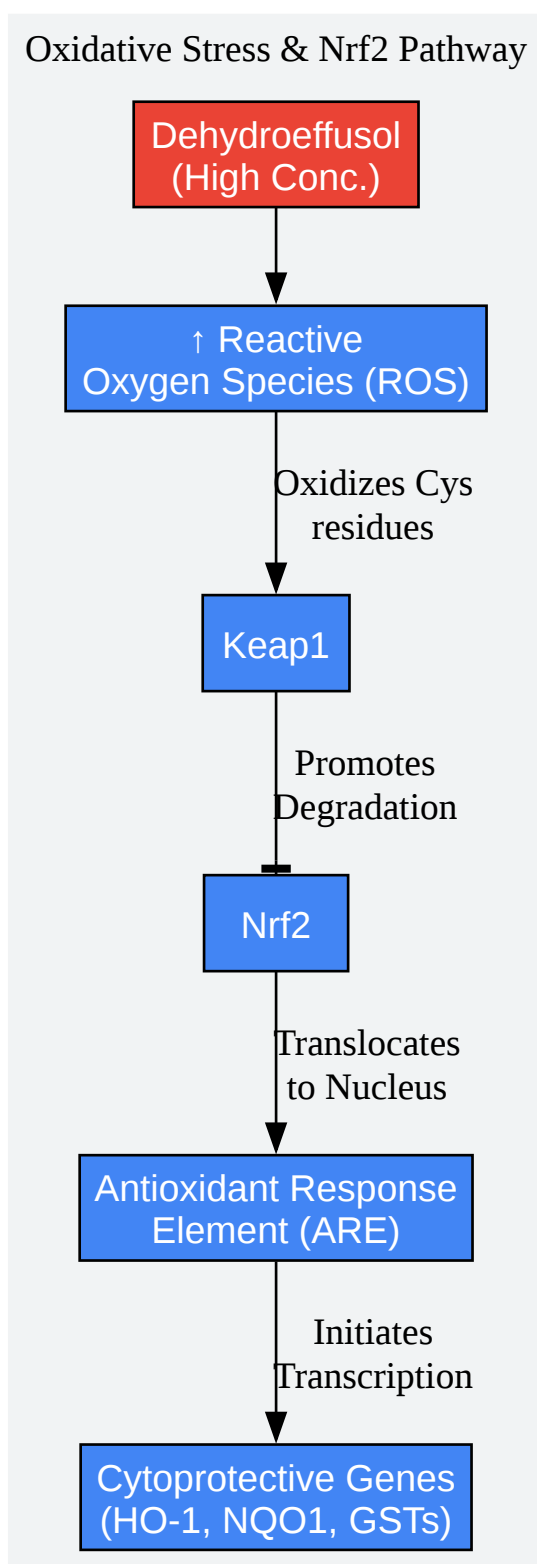 Oxidative Stress & Nrf2 Pathway
Dehydroeffusol
(High Conc.)
↑ Reactive
Oxygen Species (ROS)
Oxidizes Cys
residues
Keap1
Promotes
Degradation
Nrf2
Translocates
to Nucleus
Antioxidant Response
Element (ARE)
Initiates
Transcription
Cytoprotective Genes
(HO-1, NQO1, GSTs)